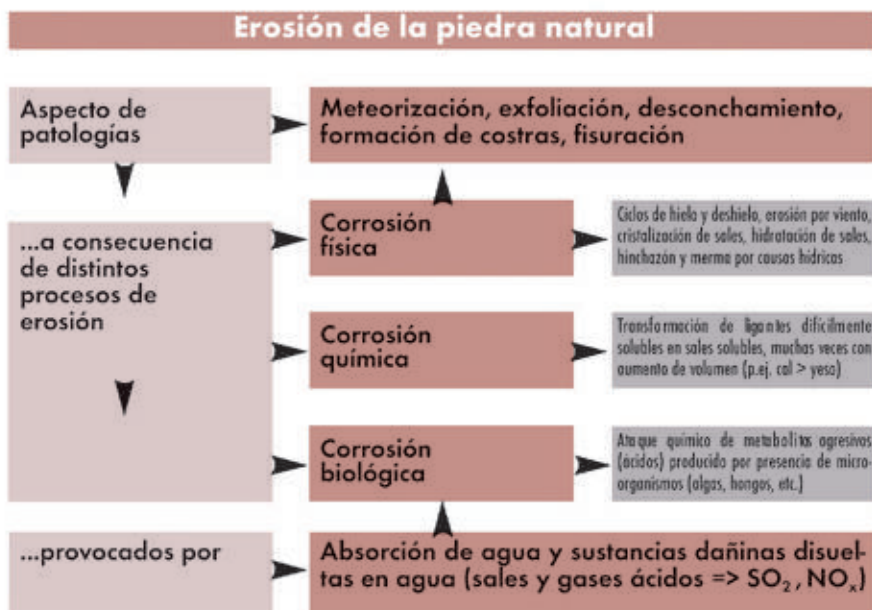 Erosión de la piedra natural
Aspecto de
patologías
Meteorización, exfoliación, desconchamiento,
formación de costras, fisuración
...a consecuencia
de distintos
procesos de
erosión
Corrosión
física
Ciclos de hielo y deshielo, erosión por viento,
cristalización de sales, hidratación de sales,
hinchazón y merma por causas hídricas
Corrosión
química
Transformación de ligantes difícilmente
solubles en sales solubles, muchas veces con
aumento de volumen (p.ej. cal > yeso)
Corrosión
biológica
Ataque químico de metabolitos agresivos
(ácidos) producido por presencia de micro-
organismos (algas, hongos, etc.)
...provocados por
Absorción de agua y sustancias dañinas disuel-
tas en agua (sales y gases ácidos => SO₂, NOₓ)